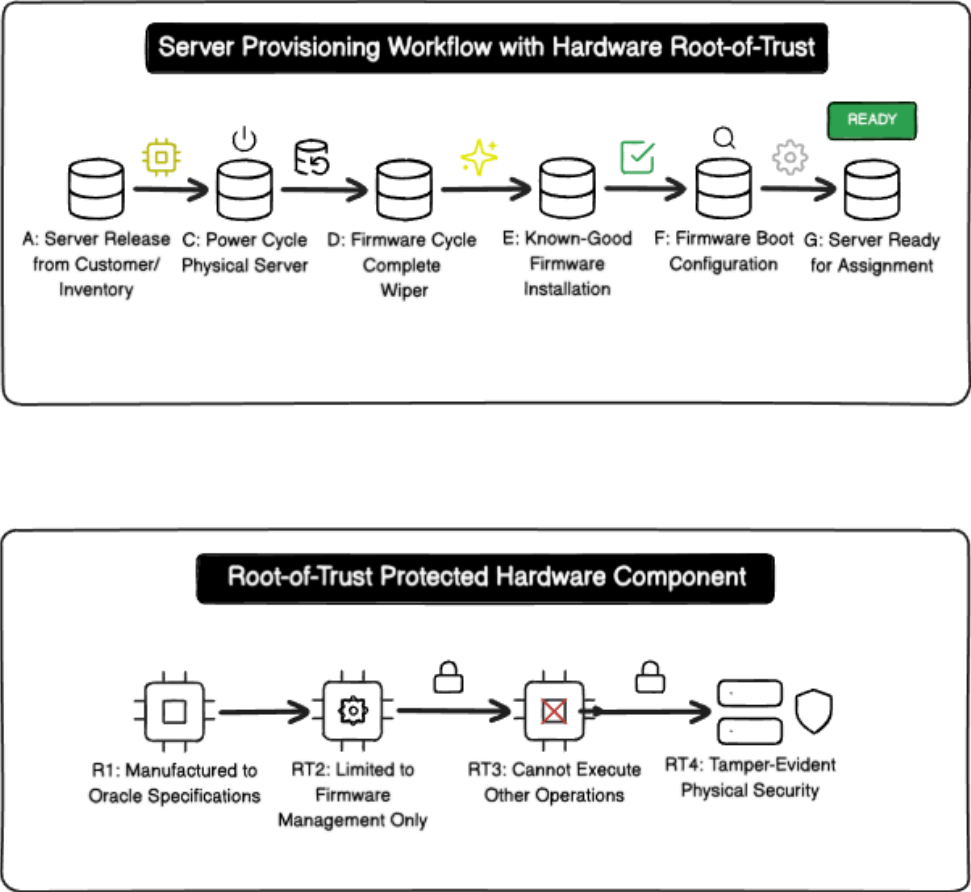 Server Provisioning Workflow with Hardware Root-of-Trust
READY
A: Server Release
from Customer/
Inventory
C: Power Cycle
Physical Server
D: Firmware Cycle
Complete
Wiper
E: Known-Good
Firmware
Installation
F: Firmware Boot
Configuration
G: Server Ready
for Assignment
Root-of-Trust Protected Hardware Component
R1: Manufactured to
Oracle Specifications
RT2: Limited to
Firmware
Management Only
RT3: Cannot Execute
Other Operations
RT4: Tamper-Evident
Physical Security